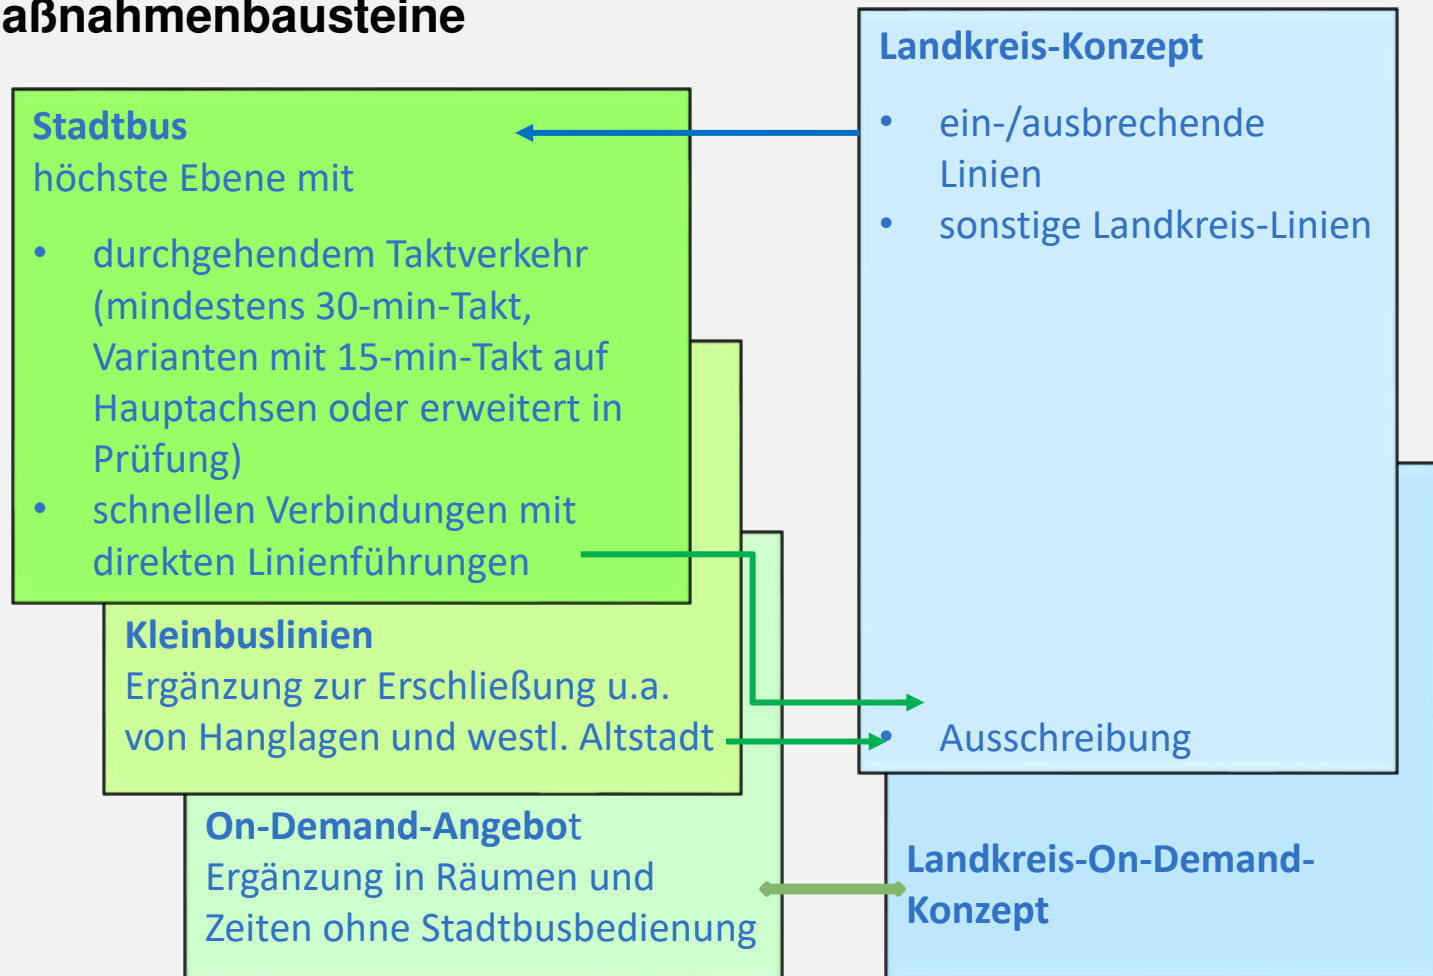 aßnahmenbausteine
Stadtbus
höchste Ebene mit
• durchgehendem Taktverkehr
(mindestens 30-min-Takt,
Varianten mit 15-min-Takt auf
Hauptachsen oder erweitert in
Prüfung)
• schnellen Verbindungen mit
direkten Linienführungen
Kleinbuslinien
Ergänzung zur Erschließung u.a.
von Hanglagen und westl. Altstadt
On-Demand-Angebot
Ergänzung in Räumen und
Zeiten ohne Stadtbusbedienung
Landkreis-Konzept
• ein-/ausbrechende
Linien
• sonstige Landkreis-Linien
• Ausschreibung
Landkreis-On-Demand-
Konzept